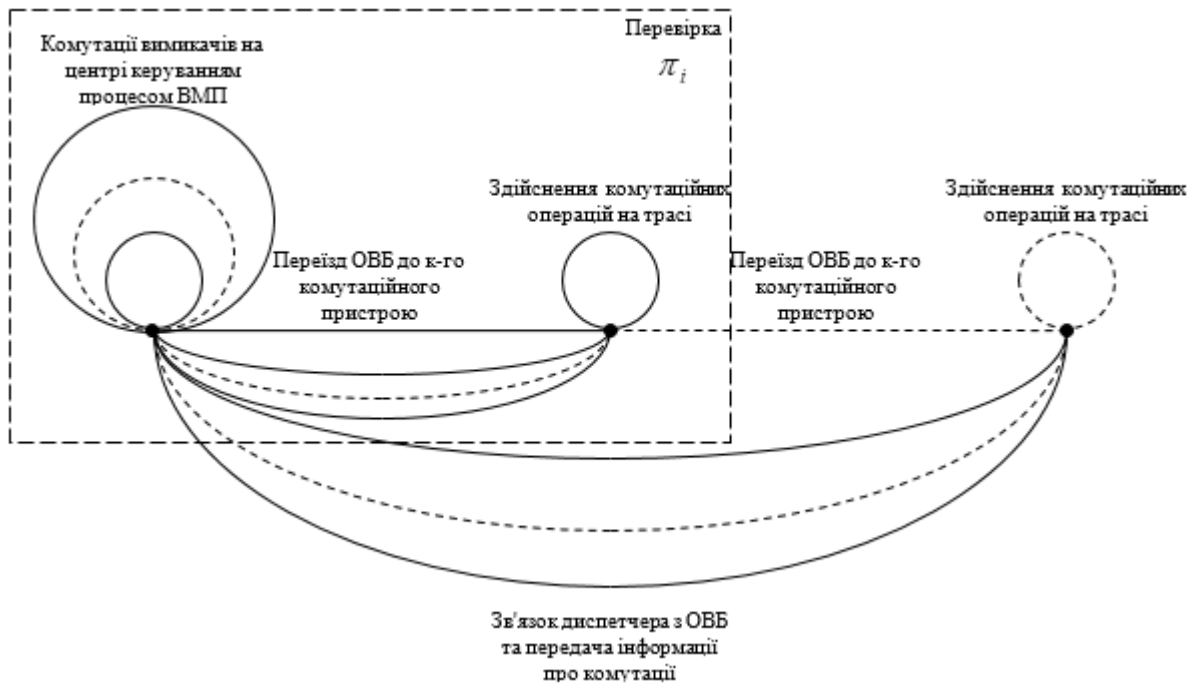 Перевірка
π i
Комутації вимикачів на
центрі керуванням
процесом ВМП
Здійснення комутаційних
операцій на трасі
Здійснення комутаційних
операцій на трасі
Переїзд ОВБ до к-го
комутаційного
пристрою
Переїзд ОВБ до к-го
комутаційного
пристрою
Зв'язок диспетчера з ОВБ
та передача інформації
про комутації